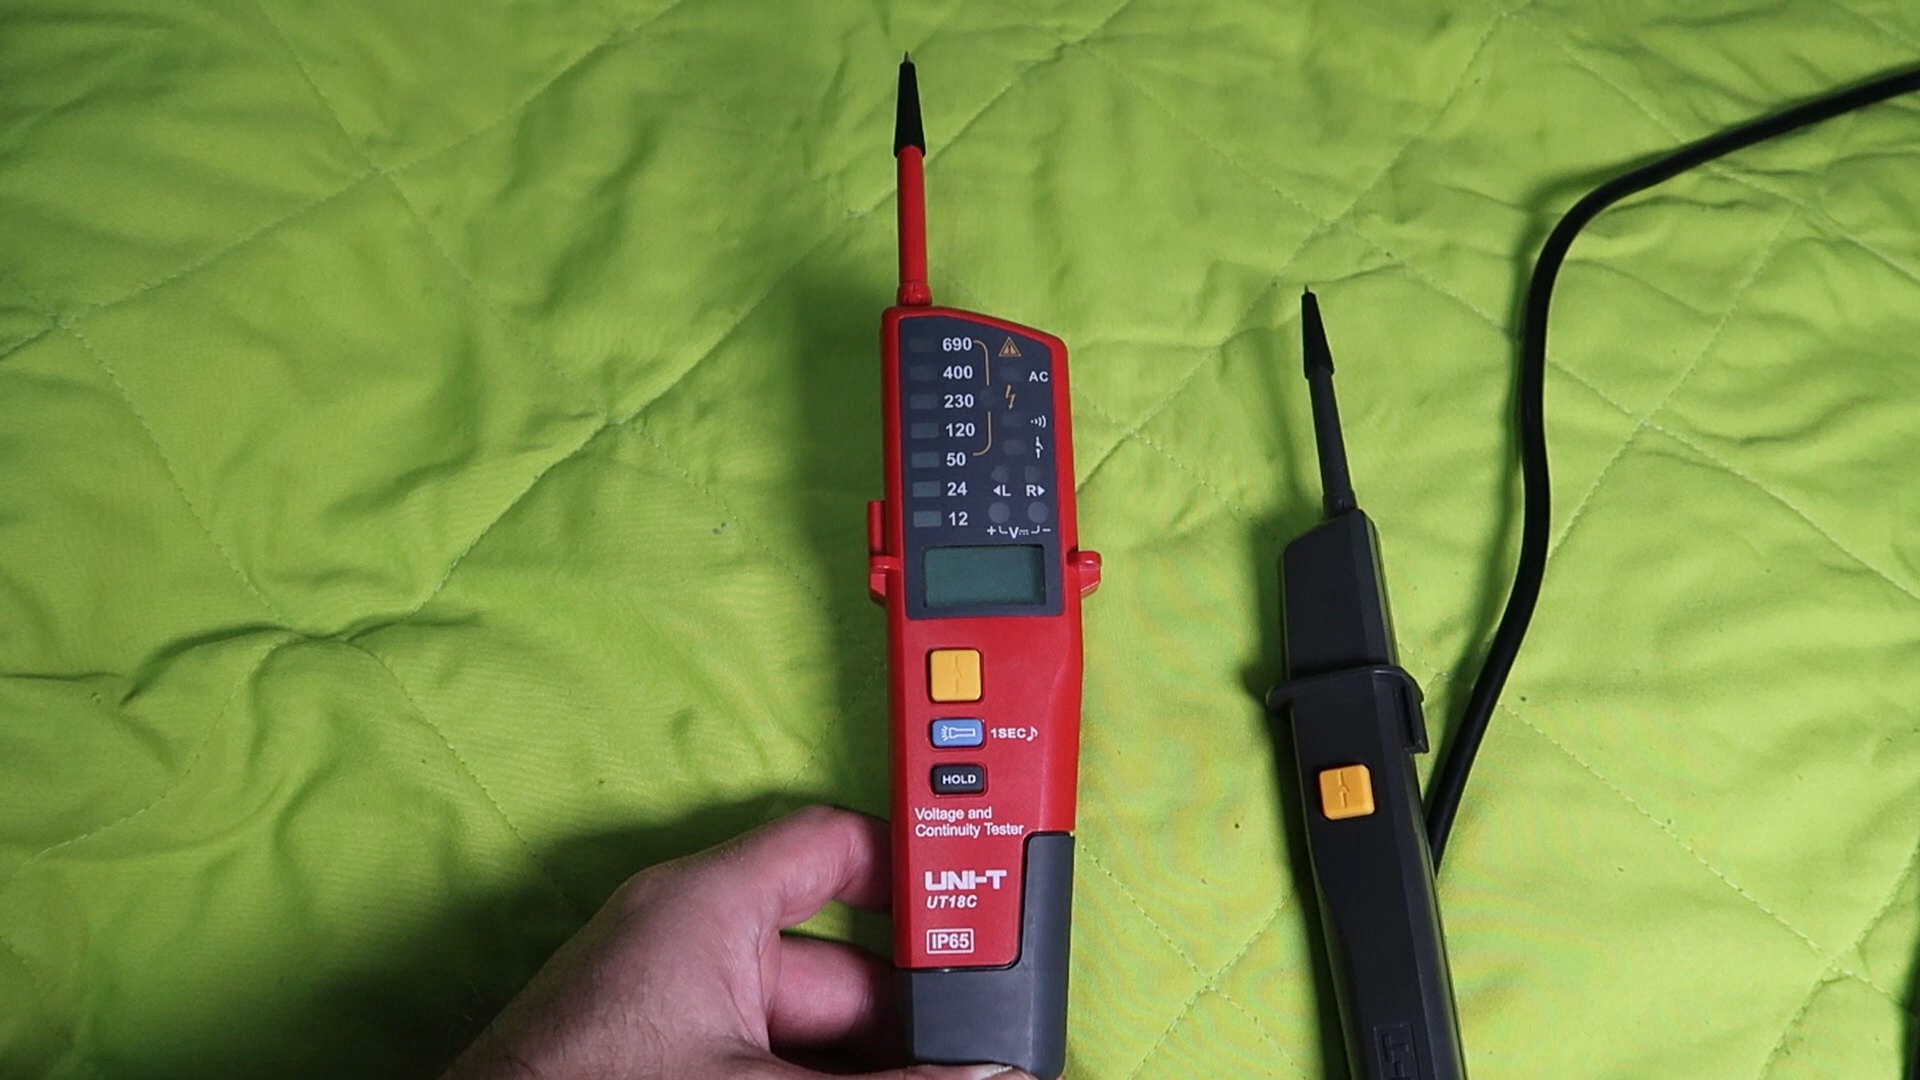 690
400
AC
230
120
50
24
◄L R►
12
+ V -
1SEC♪
HOLD
Voltage and
Continuity Tester
UNI-T
UT18C
IP65